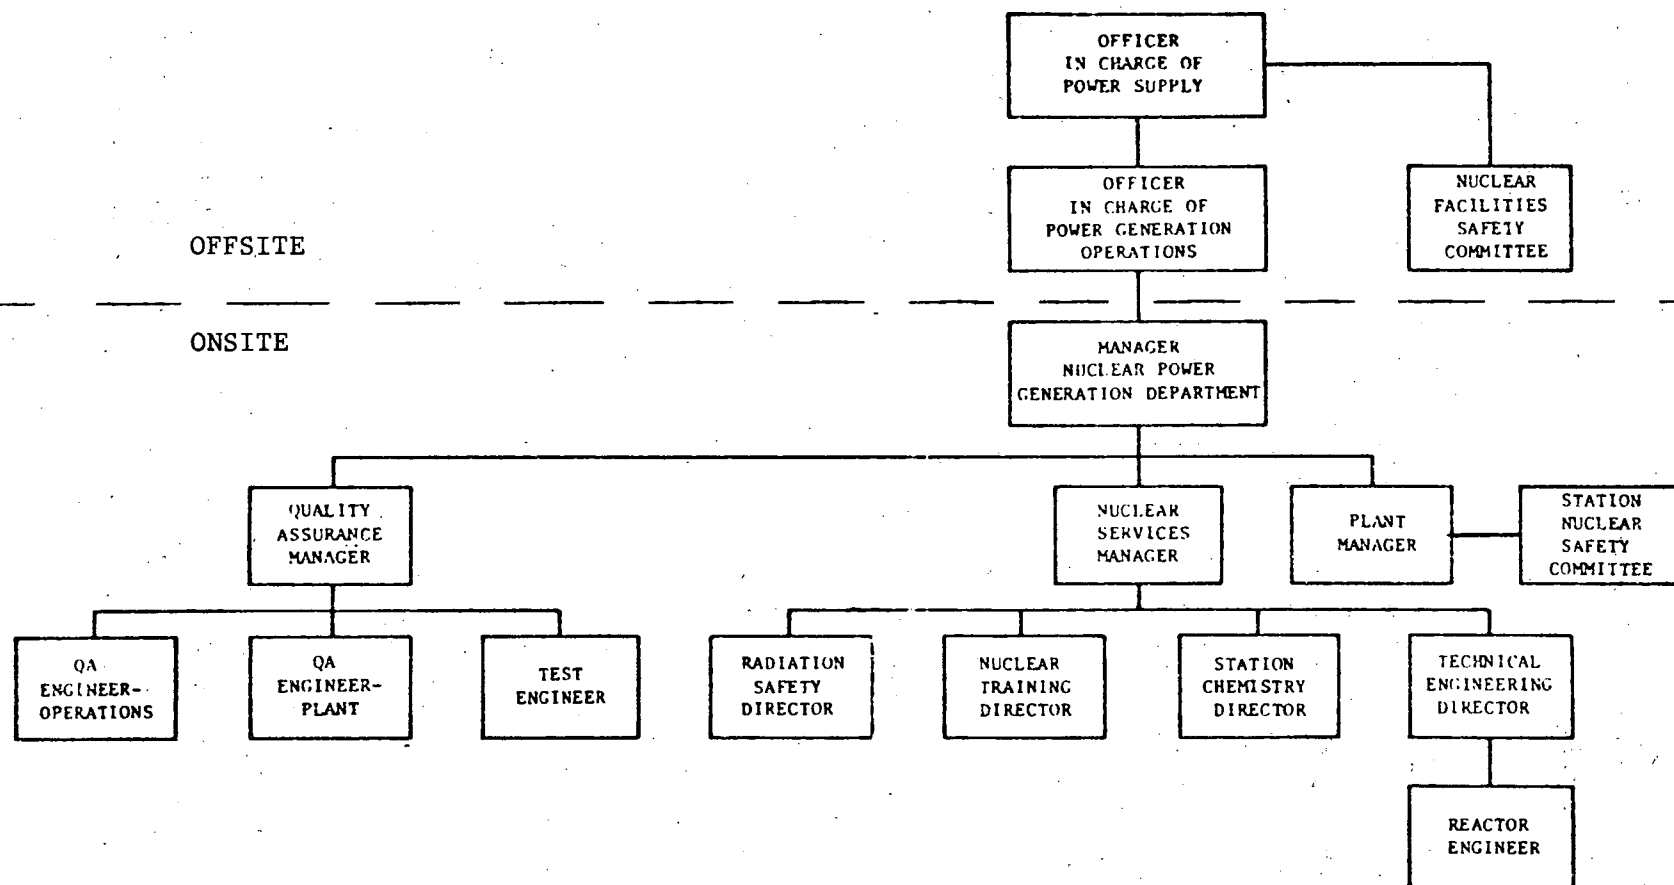 OFFICER
IN CHARGE OF
POWER SUPPLY
OFFICER
IN CHARGE OF
POWER GENERATION
OPERATIONS
NUCLEAR
FACILITIES
SAFETY
COMMITTEE
OFFSITE
ONSITE
MANAGER
NUCLEAR POWER
GENERATION DEPARTMENT
QUALITY
ASSURANCE
MANAGER
NUCLEAR
SERVICES
MANAGER
PLANT
MANAGER
STATION
NUCLEAR
SAFETY
COMMITTEE
QA
ENGINEER-
OPERATIONS
QA
ENGINEER-
PLANT
TEST
ENGINEER
RADIATION
SAFETY
DIRECTOR
NUCLEAR
TRAINING
DIRECTOR
STATION
CHEMISTRY
DIRECTOR
TECHNICAL
ENGINEERING
DIRECTOR
REACTOR
ENGINEER